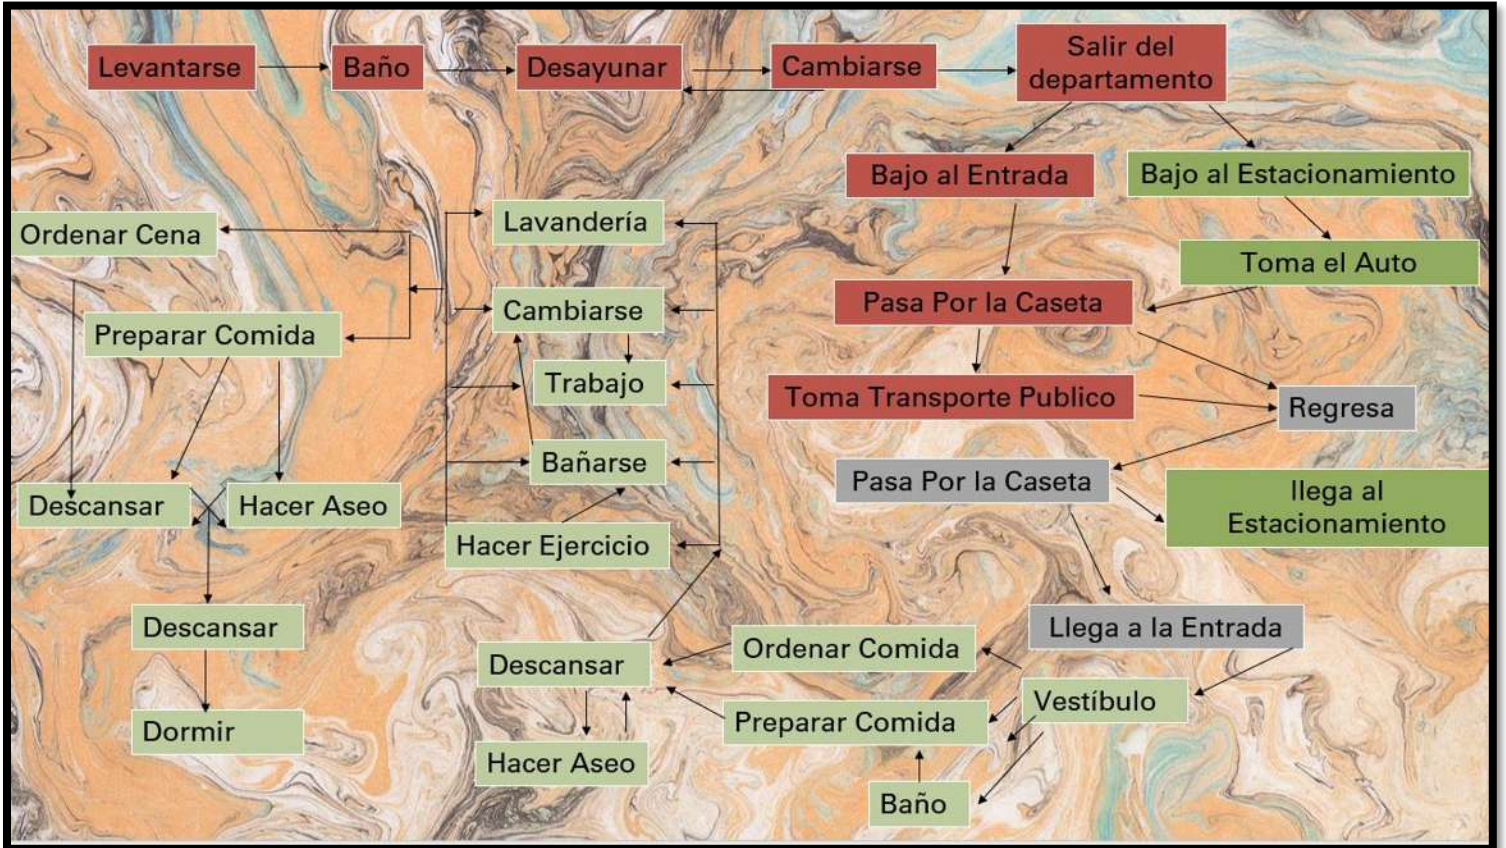 Levantarse
Baño
Desayunar
Cambiarse
Salir del
departamento
Bajo al Entrada
Bajo al Estacionamiento
Lavandería
Ordenar Cena
Toma el Auto
Cambiarse
Pasa Por la Caseta
Preparar Comida
Trabajo
Toma Transporte Publico
Regresa
Bañarse
Pasa Por la Caseta
llega al
Estacionamiento
Descansar
Hacer Aseo
Hacer Ejercicio
Descansar
Llega a la Entrada
Ordenar Comida
Descansar
Vestíbulo
Preparar Comida
Dormir
Hacer Aseo
Baño